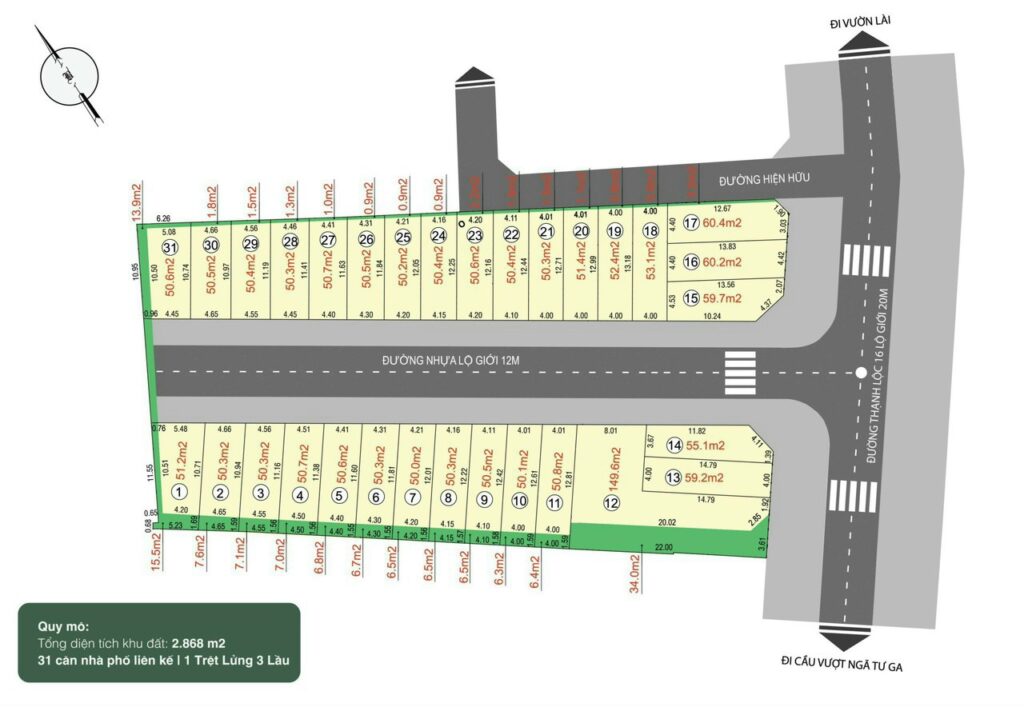 ĐI VƯỜN LÀI
ĐƯỜNG HIỆN HỮU
13.9m2
1.8m2
1.5m2
1.3m2
1.0m2
0.9m2
0.9m2
0.9m2
6.26
5.08
4.66
4.56
4.46
4.41
4.31
4.21
4.16
4.20
4.11
4.01
4.01
4.00
4.00
12.67
1.90
31
30
29
28
27
26
25
24
23
22
21
20
19
18
17 60.4m2
4.40
3.03
50.6m2
50.5m2
50.4m2
50.3m2
50.7m2
50.5m2
50.2m2
50.4m2
50.6m2
50.4m2
50.3m2
51.4m2
52.4m2
53.1m2
10.95
10.50
10.74
10.97
11.19
11.41
11.63
11.84
12.05
12.25
12.16
12.44
12.71
12.99
13.18
13.83
4.40
16 60.2m2
4.42
13.56
4.53
15 59.7m2
2.07
4.37
0.96
4.45
4.65
4.55
4.45
4.40
4.30
4.20
4.15
4.20
4.10
4.00
4.00
4.00
4.00
10.24
ĐƯỜNG NHỰA LỘ GIỚI 12M
ĐƯỜNG THẠNH LỘC 16 LỘ GIỚI 20M
0.76
5.48
4.66
4.56
4.51
4.41
4.31
4.21
4.16
4.11
4.01
4.01
8.01
11.82
4.11
3.67
14 55.1m2
1.39
14.79
4.00
13 59.2m2
4.00
14.79
1.92
11.55
10.51
51.2m2
10.71
50.3m2
10.94
50.3m2
11.16
50.7m2
11.38
50.6m2
11.60
50.3m2
11.81
50.0m2
12.01
50.3m2
12.22
50.5m2
12.42
50.1m2
12.61
50.8m2
12.81
149.6m2
1
2
3
4
5
6
7
8
9
10
11
12
0.65
4.20
4.65
4.55
4.50
4.40
4.30
4.20
4.15
4.10
4.00
4.00
20.02
2.85
0.68
5.23
1.69
4.65
1.59
4.55
1.56
4.50
1.56
4.40
1.55
4.30
4.20
4.15
1.57
4.10
1.58
4.00
1.59
4.00
1.59
22.00
3.61
15.5m2
7.6m2
7.1m2
7.0m2
6.8m2
6.7m2
6.5m2
6.5m2
6.5m2
6.3m2
6.4m2
34.0m2
Quy mô:
Tổng diện tích khu đất: 2.868 m2
31 căn nhà phố liên kế | 1 Trệt Lửng 3 Lầu
ĐI CẦU VƯỢT NGÃ TƯ GA